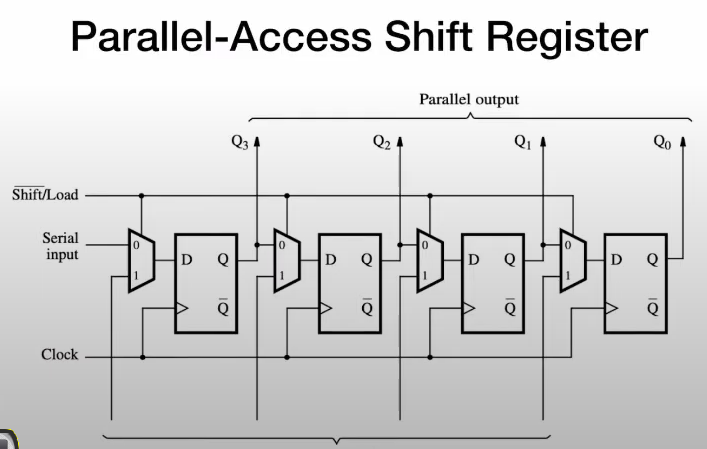 Parallel-Access Shift Register
Parallel output
Q3 Q2 Q1 Q0
S̅h̅i̅f̅t̅/Load
Serial
input
0 0 0 0
D Q D Q D Q D Q
1 1 1 1
Q̅ Q̅ Q̅ Q̅
Clock